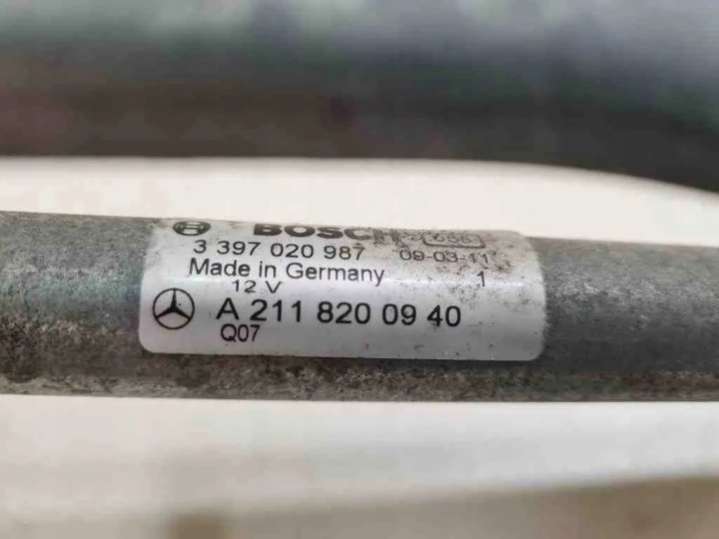 BOSCH
3 397 020 987 09-03-11
Made in Germany 1
12 V
A 211 820 09 40
Q07